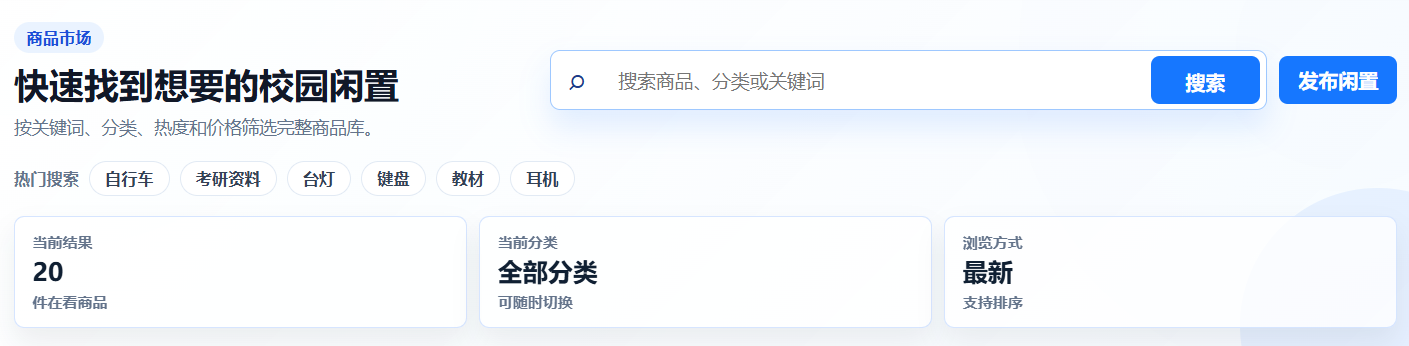 商品市场
快速找到想要的校园闲置
按关键词、分类、热度和价格筛选完整商品库。
搜索商品、分类或关键词
搜索
发布闲置
热门搜索 自行车 考研资料 台灯 键盘 教材 耳机
当前结果
20
件在看商品
当前分类
全部分类
可随时切换
浏览方式
最新
支持排序